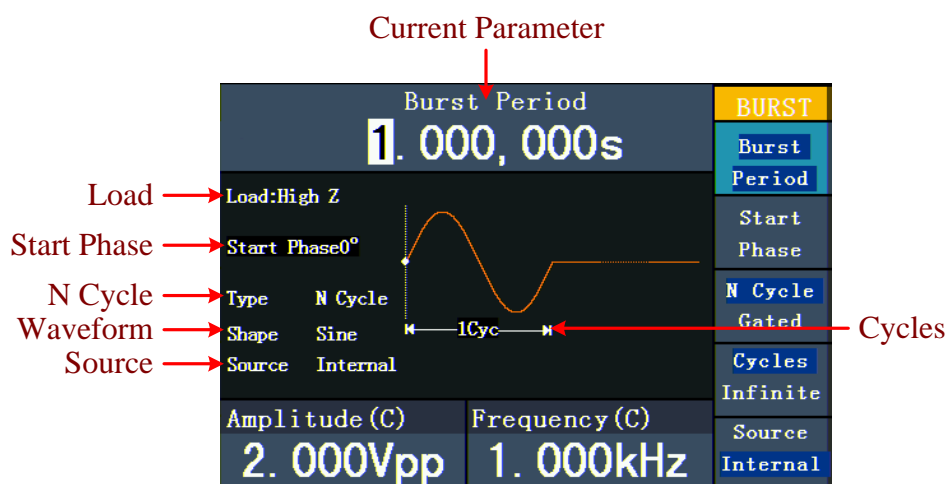 Current Parameter
Burst Period
1.000,000s
BURST
Burst
Period
Start
Phase
N Cycle
Gated
Cycles
Infinite
Source
Internal
Load
Load:High Z
Start Phase
Start Phase0°
N Cycle
Type N Cycle
Waveform
Shape Sine
Source
Source Internal
1Cyc
Cycles
Amplitude(C)
2.000Vpp
Frequency(C)
1.000kHz